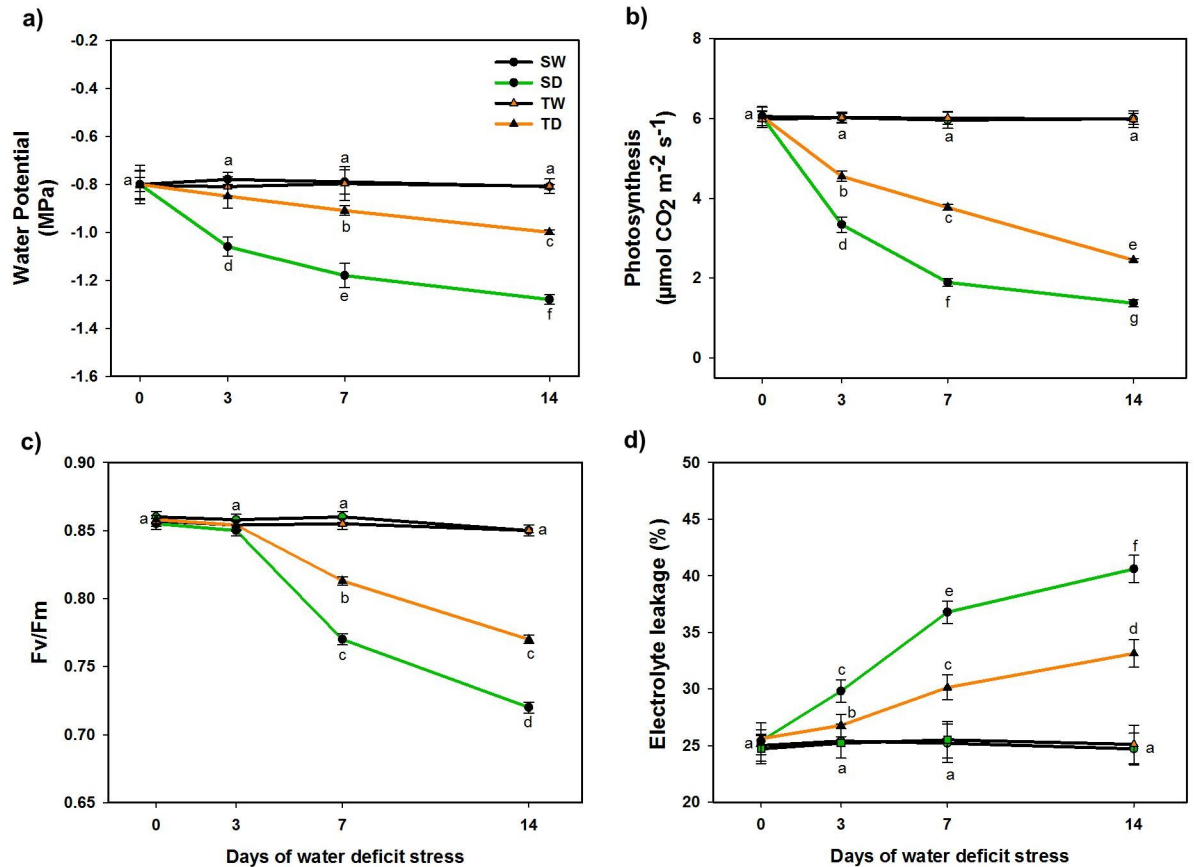 a)
-0.2
-0.4
-0.6
-0.8
-1.0
-1.2
-1.4
-1.6
Water Potential
(MPa)
SW
SD
TW
TD
a
a
a
a
b
c
d
e
f
0
3
7
14
b)
8
6
4
2
0
Photosynthesis
(µmol CO2 m-2 s-1)
a
a
a
a
b
c
e
d
f
g
0
3
7
14
c)
0.90
0.85
0.80
0.75
0.70
0.65
Fv/Fm
a
a
a
a
b
c
c
d
0
3
7
14
Days of water deficit stress
d)
50
45
40
35
30
25
20
Electrolyte leakage (%)
f
e
d
c
c
b
a
a
a
a
0
3
7
14
Days of water deficit stress